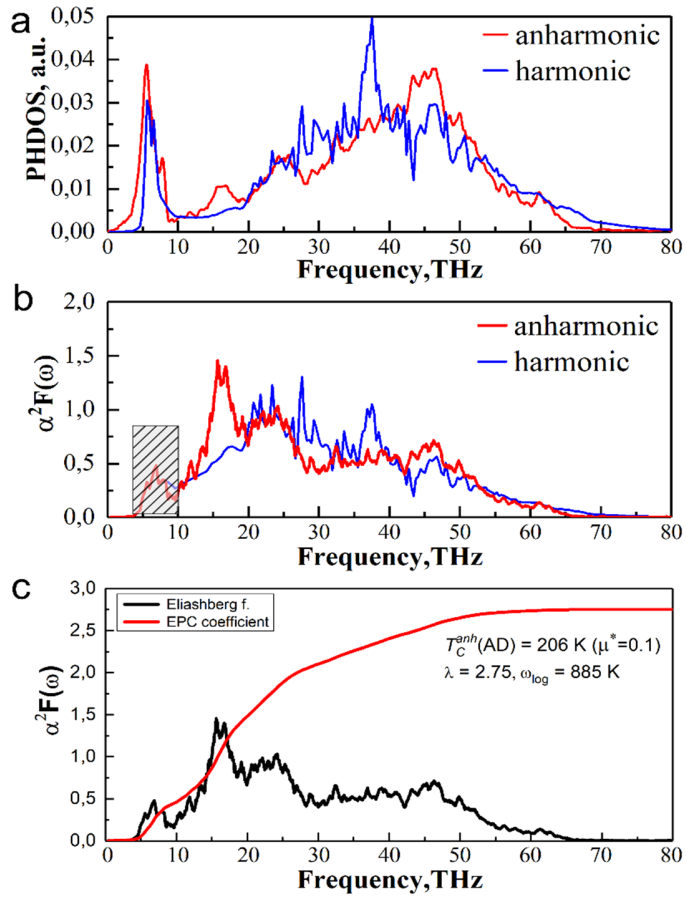 a
PHDOS, a.u.
0,05
0,04
0,03
0,02
0,01
0,00
anharmonic
harmonic
0 10 20 30 40 50 60 70 80
Frequency,THz
b
α²F(ω)
2,0
1,5
1,0
0,5
0,0
anharmonic
harmonic
0 10 20 30 40 50 60 70 80
Frequency,THz
c
α²F(ω)
3,0
2,5
2,0
1,5
1,0
0,5
0,0
Eliashberg f.
EPC coefficient
T_C^{anh}(AD) = 206 K (μ*=0.1)
λ = 2.75, ω_log = 885 K
0 10 20 30 40 50 60 70 80
Frequency,THz